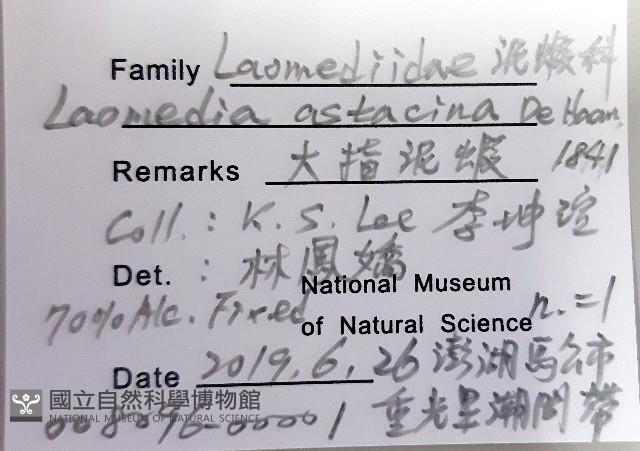 Family Laomediidae 泥蝦科
Laomedia astacina De Haan,
Remarks 大指泥蝦 1841
Coll. : K. S. Lee 李坤瑄
Det. : 林鳳嬌
National Museum
70% Alc. Fixed of Natural Science n.=1
Date 2019. 6. 26 澎湖馬公市
國立自然科學博物館
NATIONAL MUSEUM OF NATURAL SCIENCE
重光里潮間帶